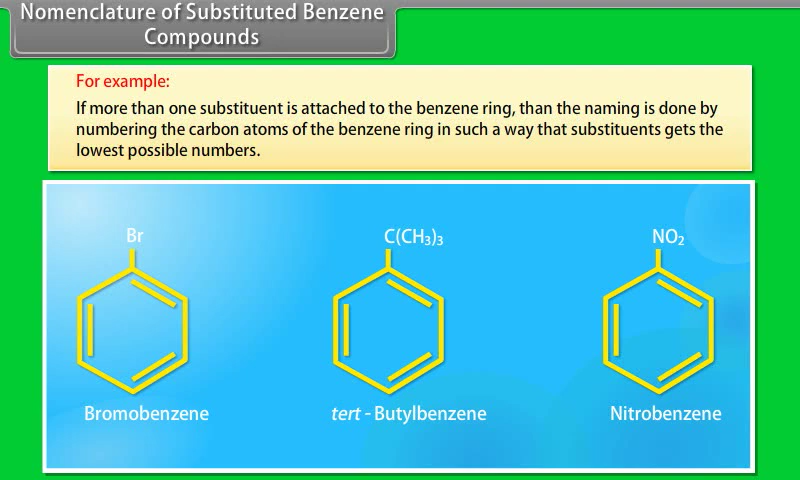 Nomenclature of Substituted Benzene
Compounds
For example:
If more than one substituent is attached to the benzene ring, than the naming is done by
numbering the carbon atoms of the benzene ring in such a way that substituents gets the
lowest possible numbers.
Br
C(CH₃)₃
NO₂
Bromobenzene
tert - Butylbenzene
Nitrobenzene